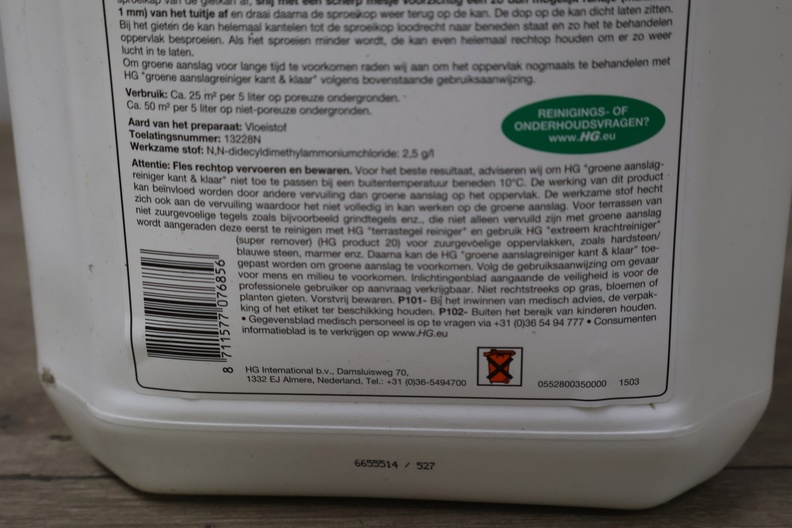 1 mm) van het tuitje af en draai daarna de sproeikop weer terug op de kan. De dop op de kan dicht laten zitten.
Bij het gieten de kan helemaal kantelen tot de sproeikop loodrecht naar beneden staat en zo het te behandelen
oppervlak besproeien. Als het sproeien minder wordt, de kan even helemaal rechtop houden om er zo weer
lucht in te laten.
Om groene aanslag voor lange tijd te voorkomen raden wij aan om het oppervlak nogmaals te behandelen met
HG "groene aanslagreiniger kant & klaar" volgens bovenstaande gebruiksaanwijzing.
Verbruik: Ca. 25 m² per 5 liter op poreuze ondergronden.
Ca. 50 m² per 5 liter op niet-poreuze ondergronden.
Aard van het preparaat: Vloeistof
Toelatingsnummer: 13228N
Werkzame stof: N,N-didecyldimethylammoniumchloride: 2,5 g/l
REINIGINGS- OF
ONDERHOUDSVRAGEN?
www.HG.eu
Attentie: Fles rechtop vervoeren en bewaren. Voor het beste resultaat, adviseren wij om HG "groene aanslag-
reiniger kant & klaar" niet toe te passen bij een buitentemperatuur beneden 10°C. De werking van dit product
kan beïnvloed worden door andere vervuiling dan groene aanslag op het oppervlak. De werkzame stof hecht
zich ook aan de vervuiling waardoor het niet volledig in kan werken op de groene aanslag. Voor terrassen van
niet zuurgevoelige tegels zoals bijvoorbeeld grindtegels enz., die niet alleen vervuild zijn met groene aanslag
wordt aangeraden deze eerst te reinigen met HG "terrastegel reiniger" en gebruik HG "extreem krachtreiniger"
(super remover) (HG product 20) voor zuurgevoelige oppervlakken, zoals hardsteen/
blauwe steen, marmer enz. Daarna kan de HG "groene aanslagreiniger kant & klaar" toe-
gepast worden om groene aanslag te voorkomen. Volg de gebruiksaanwijzing om gevaar
voor mens en milieu te voorkomen. Inlichtingenblad aangaande de veiligheid is voor de
professionele gebruiker op aanvraag verkrijgbaar. Niet rechtstreeks op gras, bloemen of
planten gieten. Vorstvrij bewaren. P101- Bij het inwinnen van medisch advies, de verpak-
king of het etiket ter beschikking houden. P102- Buiten het bereik van kinderen houden.
• Gegevensblad medisch personeel is op te vragen via +31 (0)36 54 94 777 • Consumenten
informatieblad is te verkrijgen op www.HG.eu
8 711577 076856
HG International b.v., Damsluisweg 70,
1332 EJ Almere, Nederland, Tel.: +31 (0)36-5494700
0552800350000 1503
6655514 / 527